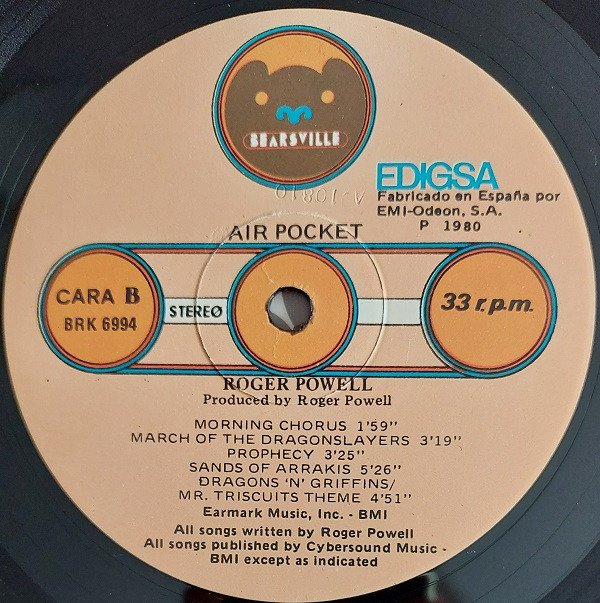 BEARSVILLE
EDIGSA
Fabricado en España por
EMI-Odeon, S.A.
P 1980
A-19819
AIR POCKET
CARA B
BRK 6994
STEREO
33 r.p.m.
ROGER POWELL
Produced by Roger Powell
MORNING CHORUS 1'59"
MARCH OF THE DRAGONSLAYERS 3'19"
PROPHECY 3'25"
SANDS OF ARRAKIS 5'26"
DRAGONS 'N' GRIFFINS/
MR. TRISCUITS THEME 4'51"
Earmark Music, Inc. - BMI
All songs written by Roger Powell
All songs published by Cybersound Music -
BMI except as indicated